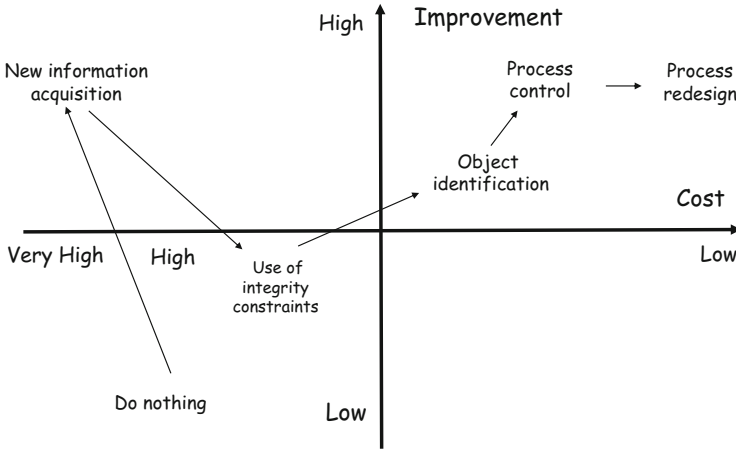 High
Improvement
New information
acquisition
Process
control
Process
redesign
Object
identification
Cost
Very High
High
Low
Use of
integrity
constraints
Do nothing
Low